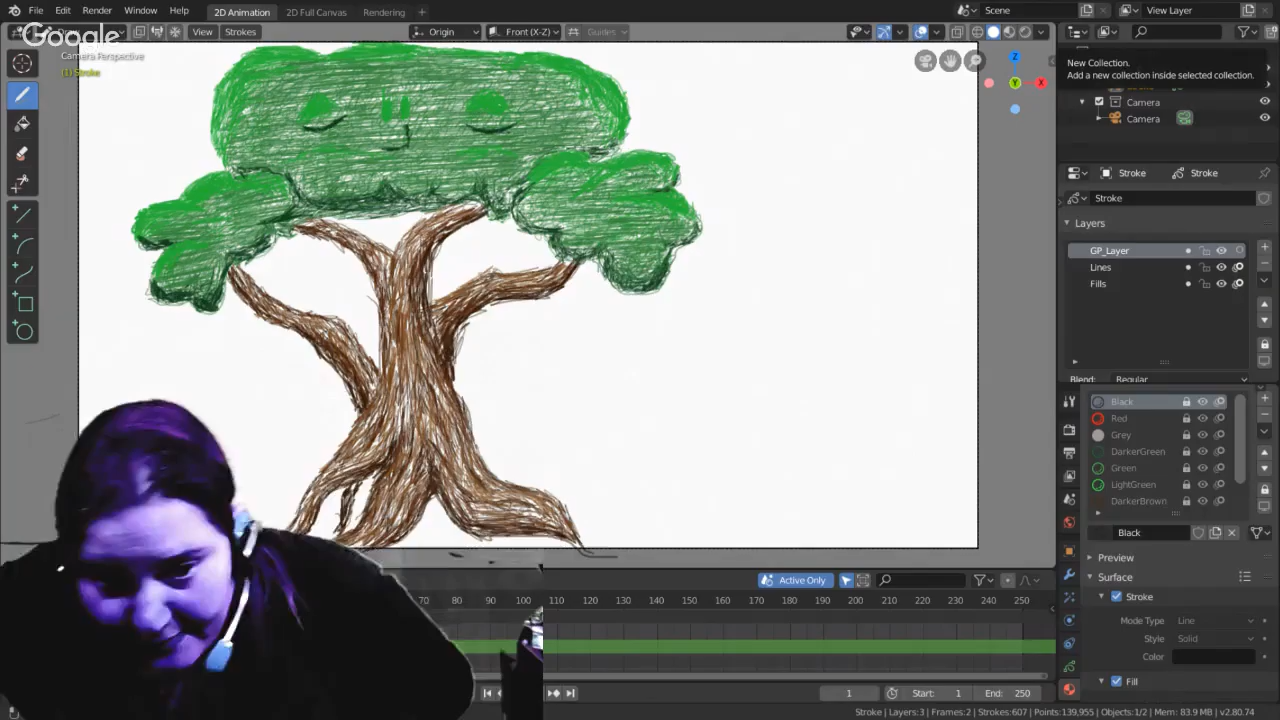 File Edit Render Window Help 2D Animation 2D Full Canvas Rendering + Scene View Layer
Google
View Strokes Origin Front (X-Z) Guides
Camera Perspective
(1) Stroke
Z
Y
X
New Collection.
Add a new collection inside selected collection.
Camera
Camera
Stroke Stroke
Stroke
Layers
GP_Layer
Lines
Fills
Blend: Regular
Black
Red
Grey
DarkerGreen
Green
LightGreen
DarkerBrown
Black
Preview
Surface
Stroke
Mode Type Line
Style Solid
Color
Fill
Active Only
70 80 90 100 110 120 130 140 150 160 170 180 190 200 210 220 230 240 250
1 Start: 1 End: 250
Stroke | Layers:3 | Frames:2 | Strokes:607 | Points:139,955 | Objects:1/2 | Mem: 83.9 MB | v2.80.74